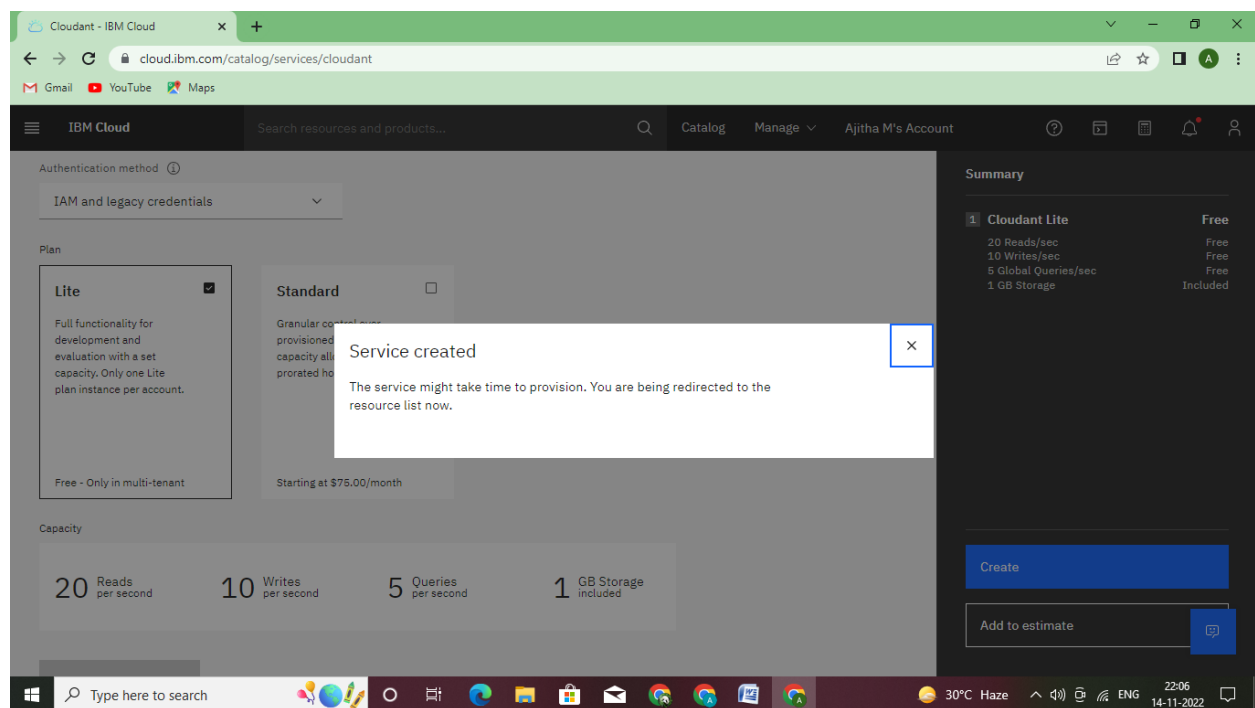 Cloudant - IBM Cloud
cloud.ibm.com/catalog/services/cloudant
A
Gmail YouTube Maps
IBM Cloud Search resources and products... Catalog Manage Ajitha M's Account
Authentication method
IAM and legacy credentials
Plan
Lite
Full functionality for
development and
evaluation with a set
capacity. Only one Lite
plan instance per account.
Free - Only in multi-tenant
Standard
Granular control over
provisioned
capacity
prorated
Starting at $75.00/month
Service created
The service might take time to provision. You are being redirected to the
resource list now.
Capacity
20 Reads per second
10 Writes per second
5 Queries per second
1 GB Storage included
Summary
1 Cloudant Lite Free
20 Reads/sec Free
10 Writes/sec Free
5 Global Queries/sec Free
1 GB Storage Included
Create
Add to estimate
Type here to search
30°C Haze ENG 22:06
14-11-2022